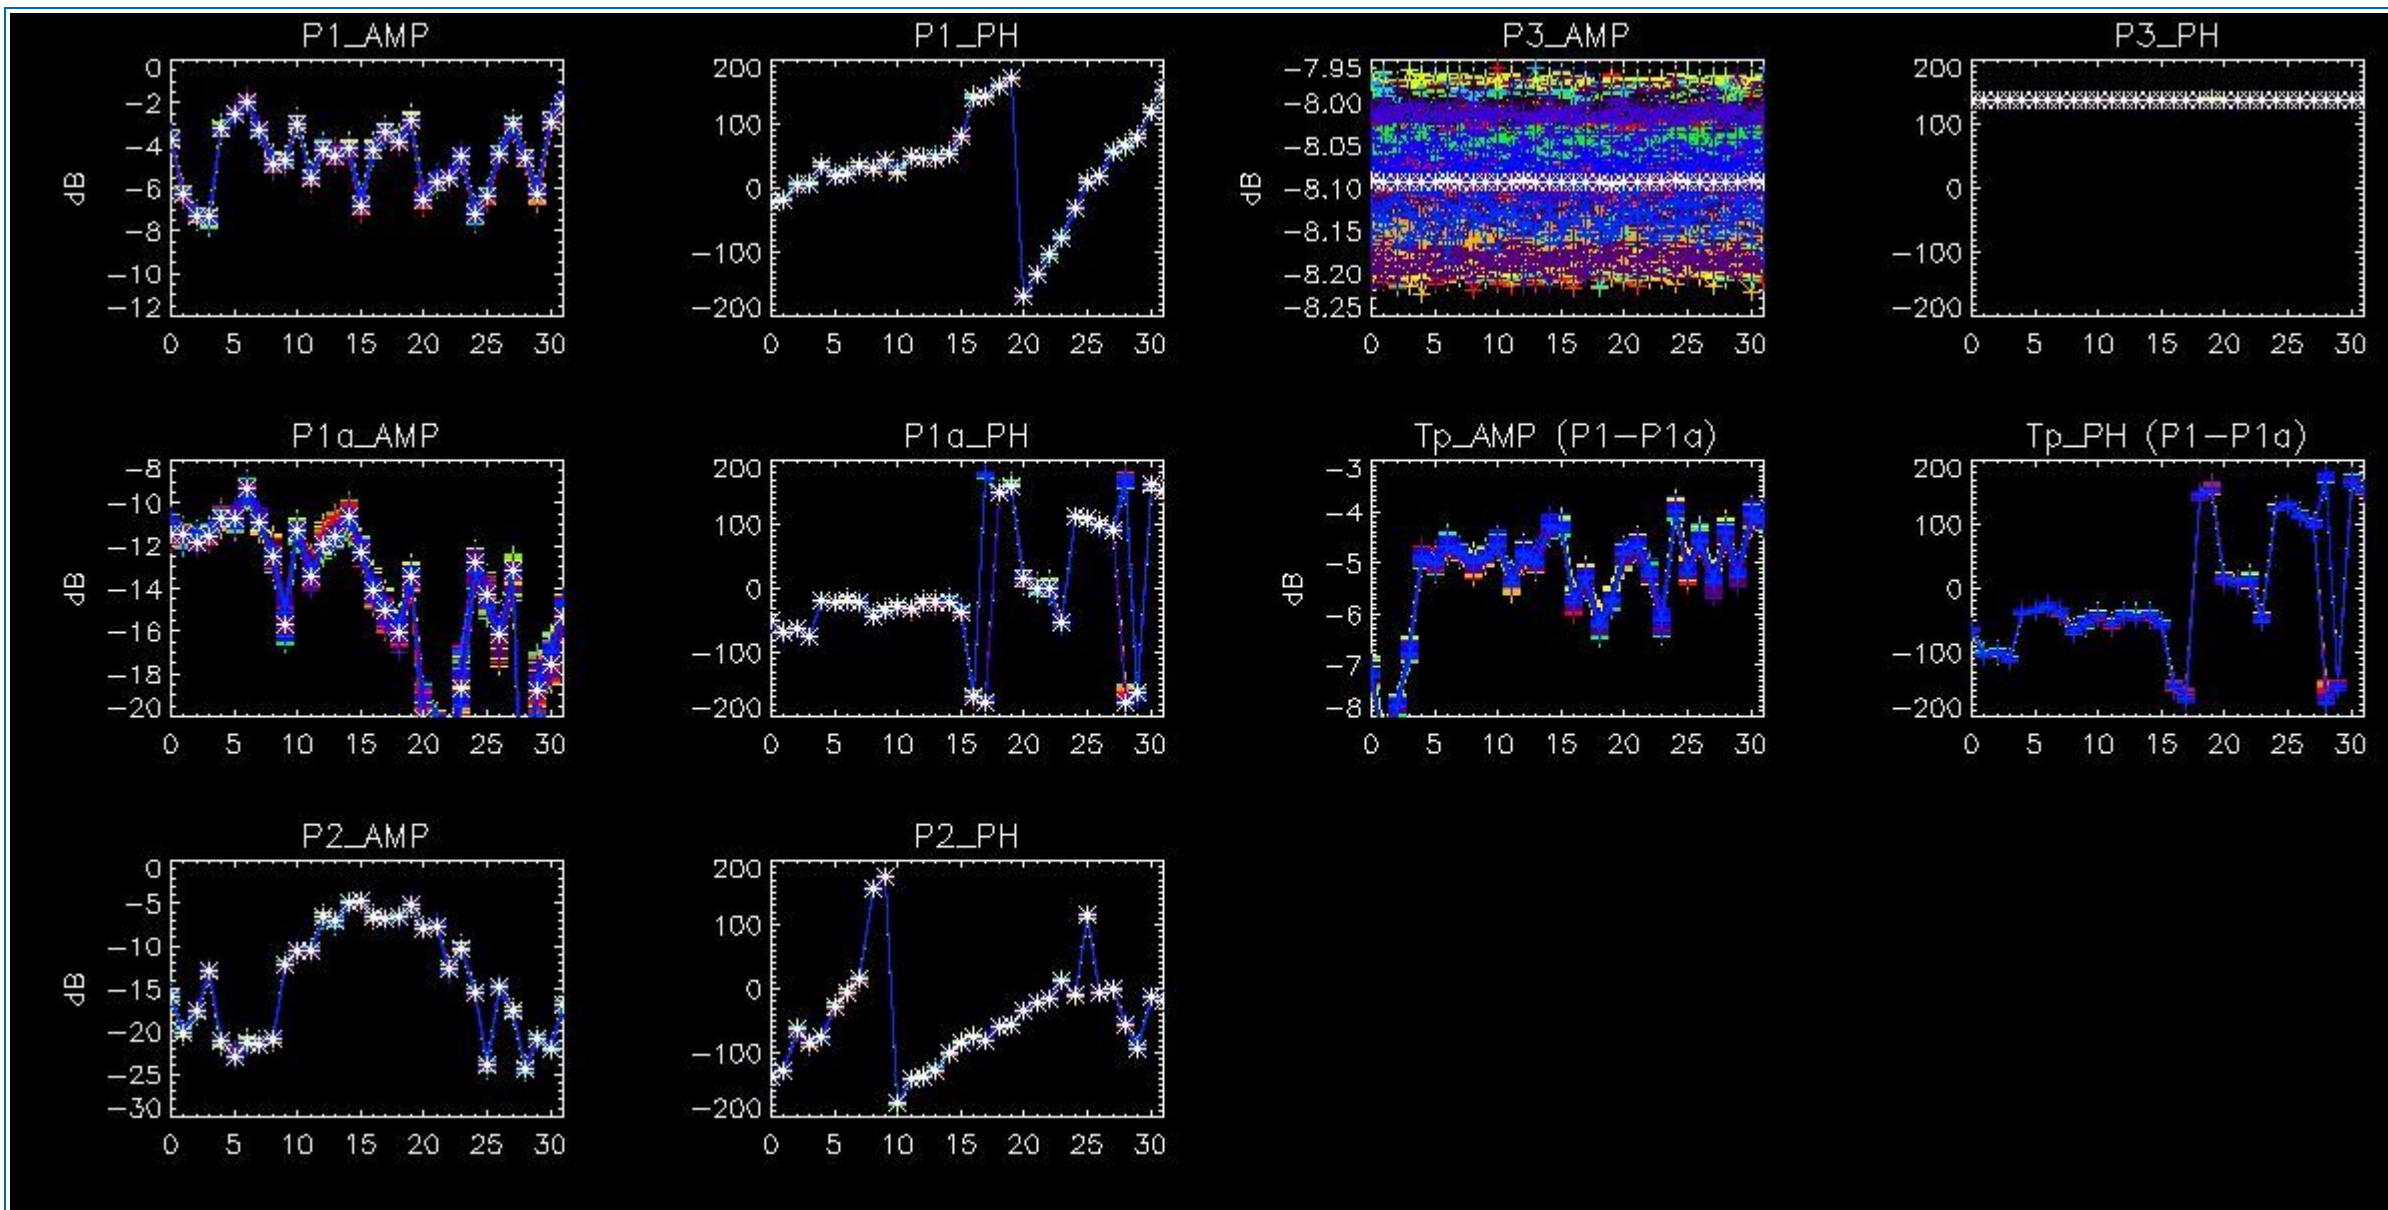 P1_AMP
0
−2
−4
−6
−8
−10
−12
dB
0 5 10 15 20 25 30
P1_PH
200
100
0
−100
−200
0 5 10 15 20 25 30
P3_AMP
−7.95
−8.00
−8.05
−8.10
−8.15
−8.20
−8.25
dB
0 5 10 15 20 25 30
P3_PH
200
100
0
−100
−200
0 5 10 15 20 25 30
P1a_AMP
−8
−10
−12
−14
−16
−18
−20
dB
0 5 10 15 20 25 30
P1a_PH
200
100
0
−100
−200
0 5 10 15 20 25 30
Tp_AMP (P1−P1a)
−3
−4
−5
−6
−7
−8
dB
0 5 10 15 20 25 30
Tp_PH (P1−P1a)
200
100
0
−100
−200
0 5 10 15 20 25 30
P2_AMP
0
−5
−10
−15
−20
−25
−30
dB
0 5 10 15 20 25 30
P2_PH
200
100
0
−100
−200
0 5 10 15 20 25 30